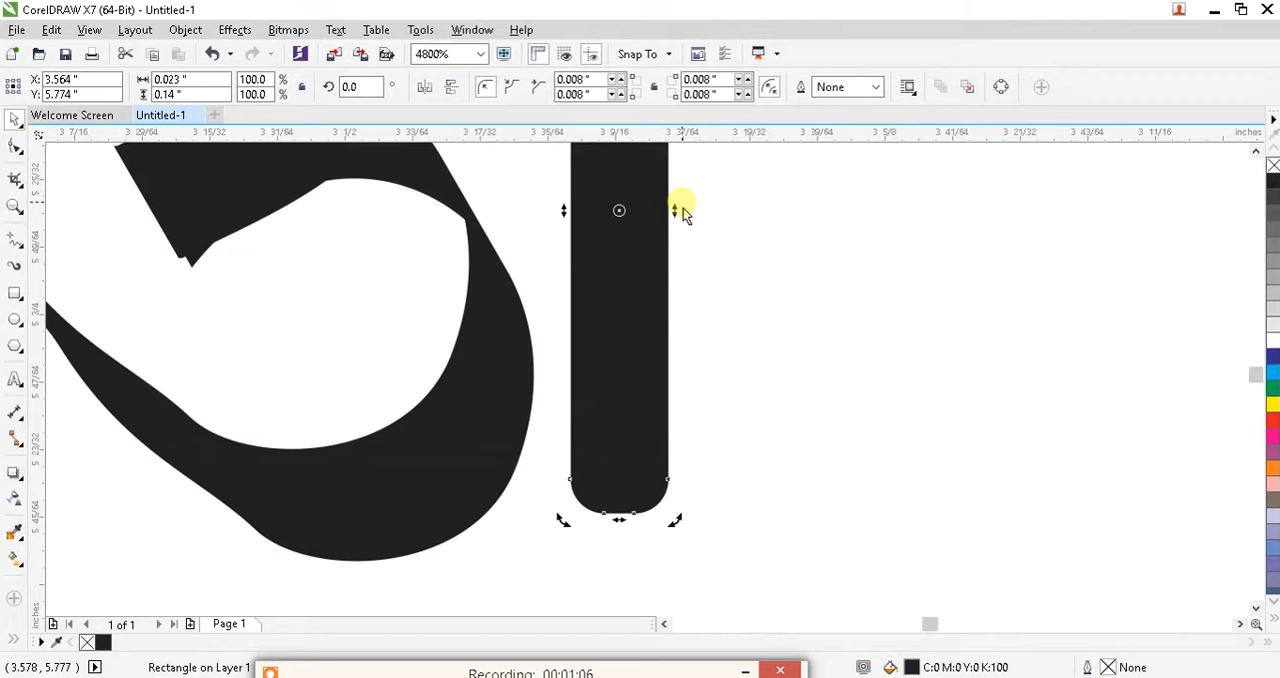 CorelDRAW X7 (64-Bit) - Untitled-1
File Edit View Layout Object Effects Bitmaps Text Tools Table Window Help
4800% Snap To
X: 3.564 " 0.023 " 100.0 % 0.0 ° 0.008 " 0.008 " None
Y: 5.774 " 0.14 " 100.0 % 0.008 " 0.008 "
Welcome Screen Untitled-1
3 7/16 3 29/64 3 15/32 3 31/64 3 1/2 3 33/64 3 17/32 3 35/64 3 9/16 3 37/64 3 19/32 3 39/64 3 5/8 3 41/64 3 21/32 3 43/64 3 11/16 inches
5 25/32
5 49/64
5 3/4
5 47/64
5 23/32
5 45/64
inches
1 of 1 Page 1
(3.578, 5.777) Rectangle on Layer 1 C:0 M:0 Y:0 K:100 None
Recording: 00:01:06